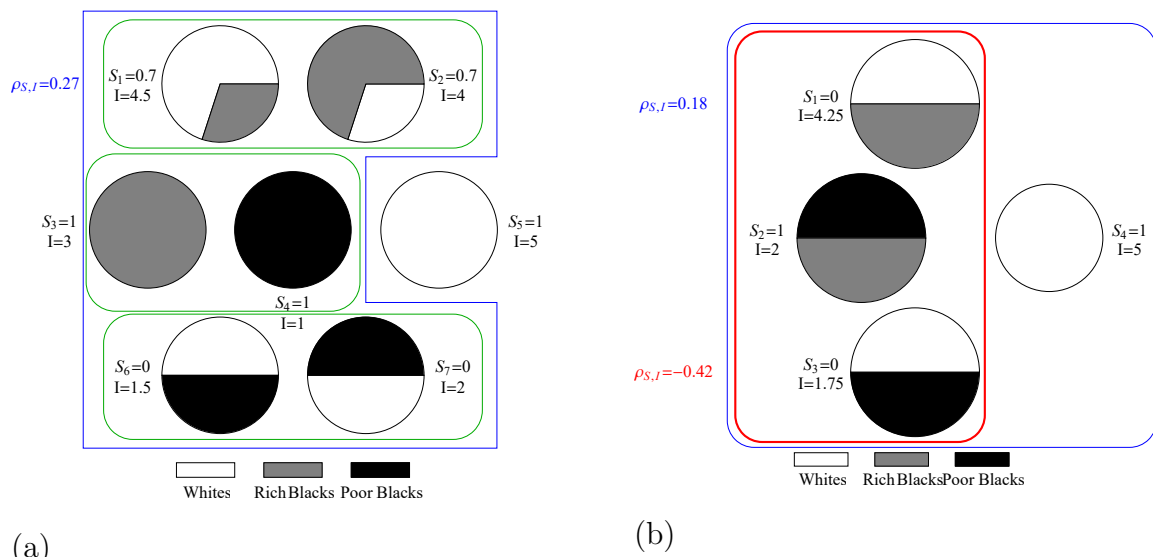 S1=0.7
I=4.5
S2=0.7
I=4
ρS,I=0.27
S3=1
I=3
S4=1
I=1
S5=1
I=5
S6=0
I=1.5
S7=0
I=2
Whites
Rich Blacks
Poor Blacks
(a)
ρS,I=0.18
S1=0
I=4.25
S2=1
I=2
S4=1
I=5
ρS,I=−0.42
S3=0
I=1.75
Whites
Rich Blacks
Poor Blacks
(b)